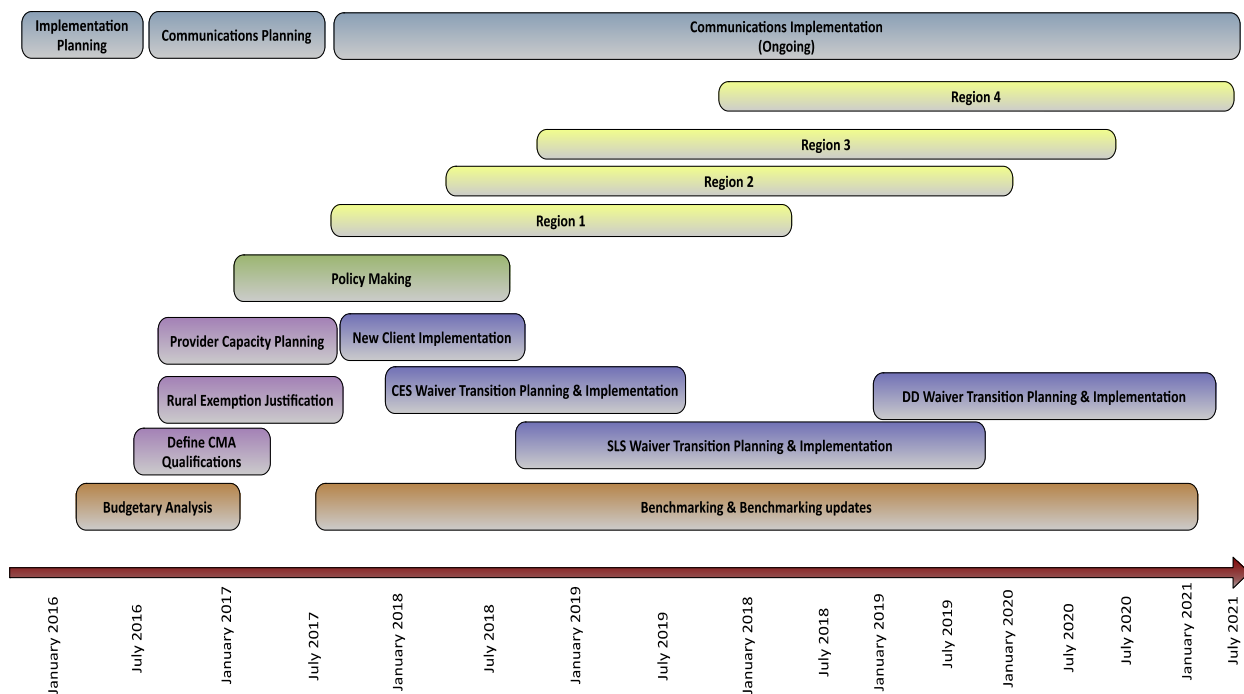 Implementation
Planning
Communications Planning
Communications Implementation
(Ongoing)
Region 4
Region 3
Region 2
Region 1
Policy Making
Provider Capacity Planning
New Client Implementation
CES Waiver Transition Planning & Implementation
Rural Exemption Justification
DD Waiver Transition Planning & Implementation
Define CMA
Qualifications
SLS Waiver Transition Planning & Implementation
Budgetary Analysis
Benchmarking & Benchmarking updates
January 2016
July 2016
January 2017
July 2017
January 2018
July 2018
January 2019
July 2019
January 2018
July 2018
January 2019
July 2019
January 2020
July 2020
July 2020
January 2021
July 2021